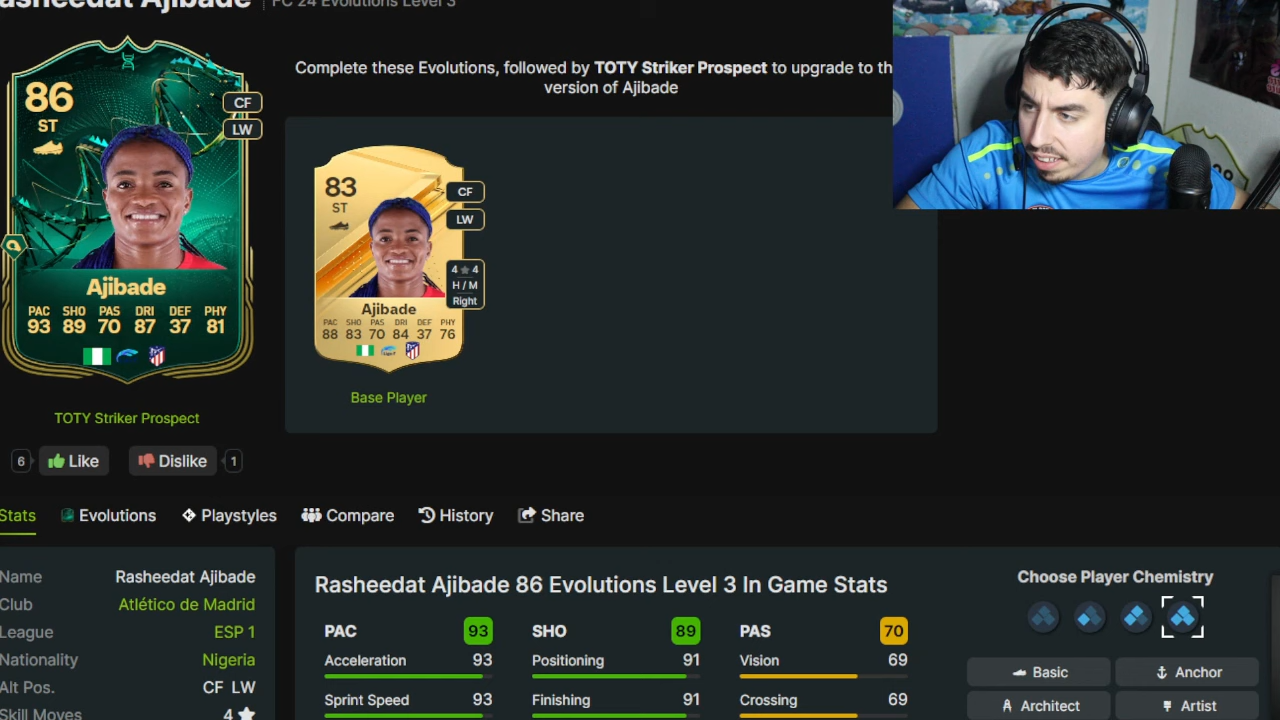 Rasheedat Ajibade | FC 24 Evolutions Level 3
86
ST
CF
LW
Ajibade
PAC SHO PAS DRI DEF PHY
93 89 70 87 37 81
TOTY Striker Prospect
6 Like Dislike 1
Complete these Evolutions, followed by TOTY Striker Prospect to upgrade to th
version of Ajibade
83
ST
CF
LW
4 ★ 4
H / M
Right
Ajibade
PAC SHO PAS DRI DEF PHY
88 83 70 84 37 76
Base Player
Stats Evolutions Playstyles Compare History Share
Name Rasheedat Ajibade
Club Atlético de Madrid
League ESP 1
Nationality Nigeria
Alt Pos. CF LW
Skill Moves 4 ★
Rasheedat Ajibade 86 Evolutions Level 3 In Game Stats
PAC 93
Acceleration 93
Sprint Speed 93
SHO 89
Positioning 91
Finishing 91
PAS 70
Vision 69
Crossing 69
Choose Player Chemistry
Basic Anchor
Architect Artist